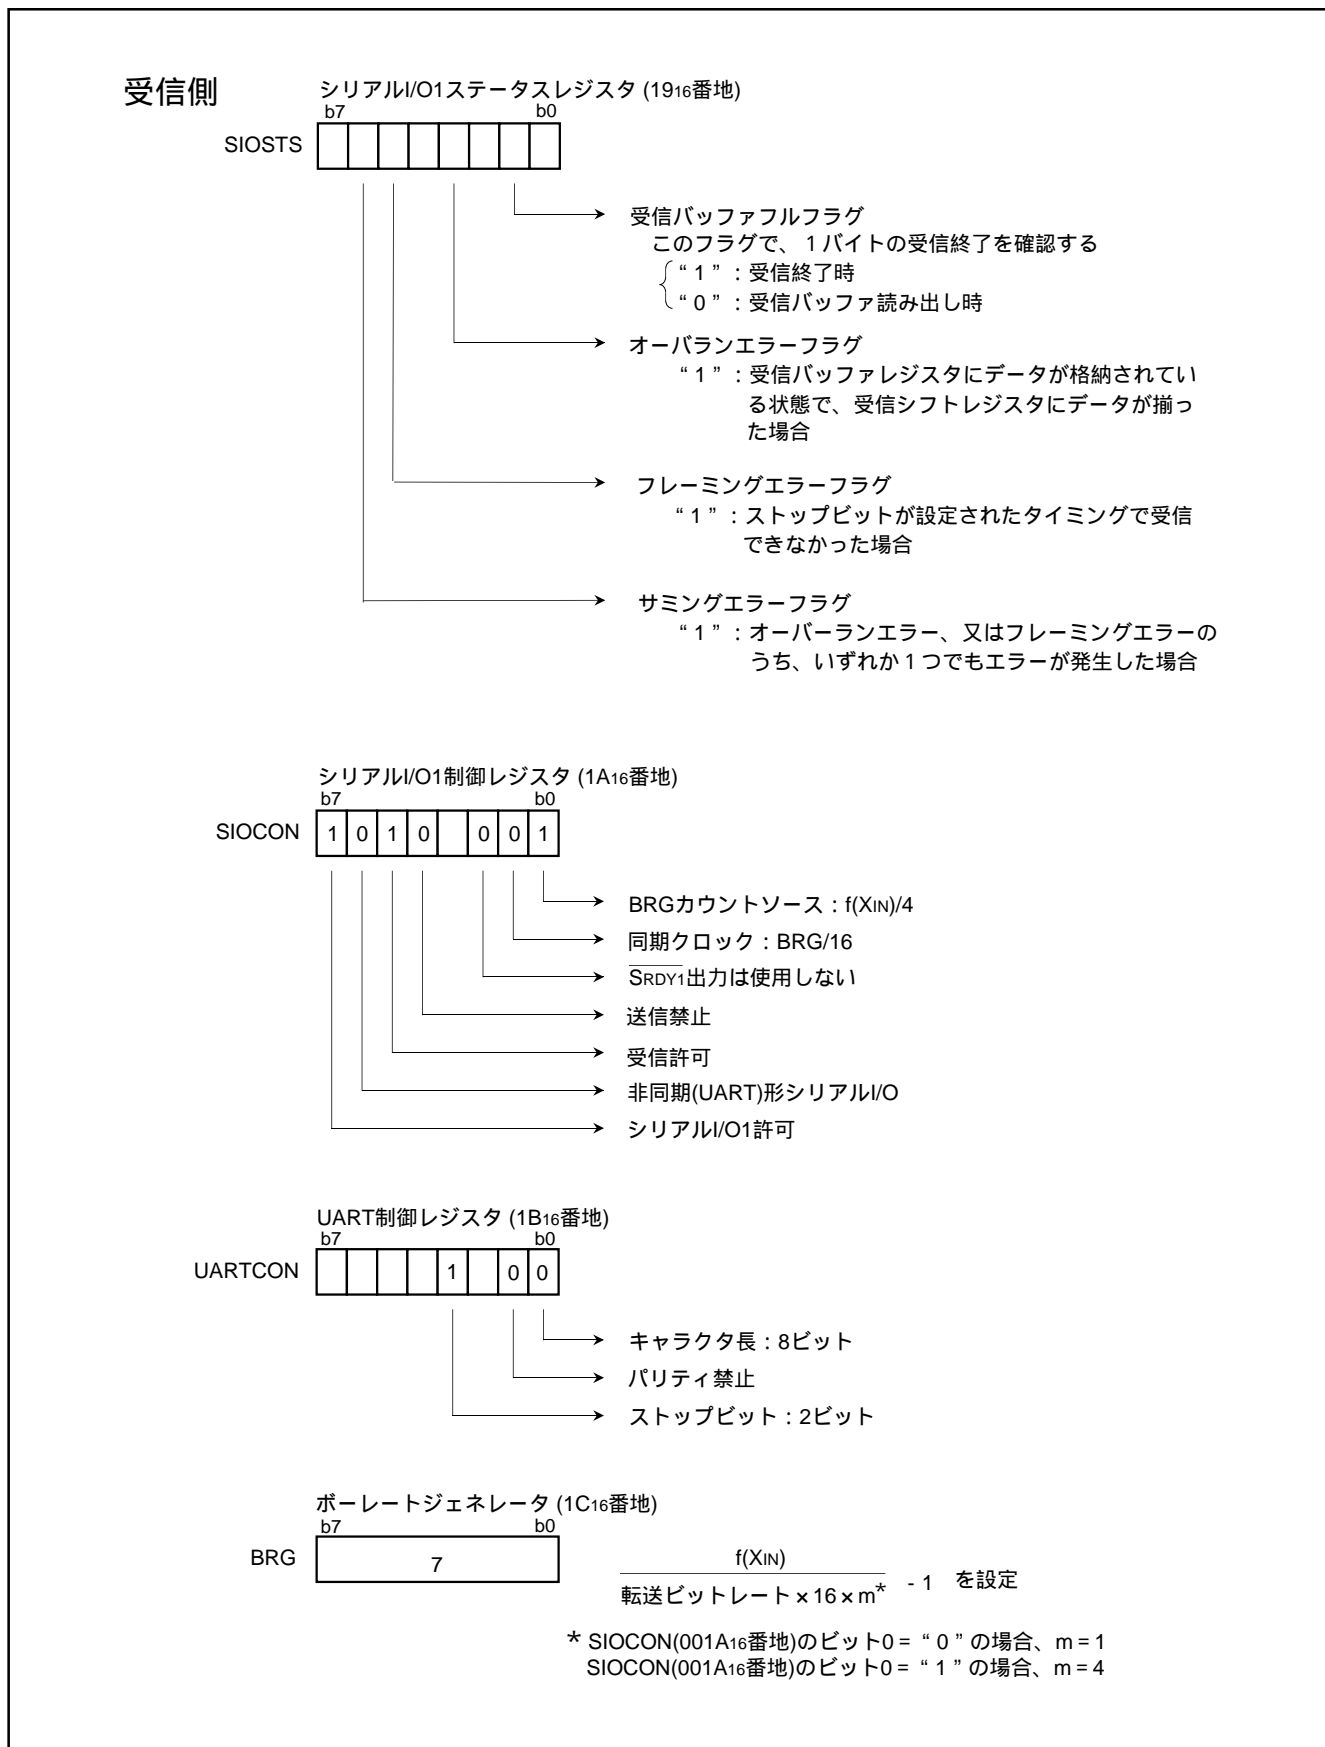 受信側
シリアルI/O1ステータスレジスタ (1916番地)
b7 b0
SIOSTS
受信バッファフルフラグ
このフラグで、1バイトの受信終了を確認する
“1”:受信終了時
“0”:受信バッファ読み出し時
オーバランエラーフラグ
“1”:受信バッファレジスタにデータが格納されてい
る状態で、受信シフトレジスタにデータが揃っ
た場合
フレーミングエラーフラグ
“1”:ストップビットが設定されたタイミングで受信
できなかった場合
サミングエラーフラグ
“1”:オーバーランエラー、又はフレーミングエラーの
うち、いずれか1つでもエラーが発生した場合
シリアルI/O1制御レジスタ (1A16番地)
b7 b0
SIOCON 1 0 1 0 0 0 1
BRGカウントソース:f(XIN)/4
同期クロック:BRG/16
SRDY1出力は使用しない
送信禁止
受信許可
非同期(UART)形シリアルI/O
シリアルI/O1許可
UART制御レジスタ (1B16番地)
b7 b0
UARTCON 1 0 0
キャラクタ長:8ビット
パリティ禁止
ストップビット:2ビット
ボーレートジェネレータ (1C16番地)
b7 b0
BRG 7
f(XIN)
転送ビットレート×16×m* - 1 を設定
* SIOCON(001A16番地)のビット0=“0”の場合、m=1
SIOCON(001A16番地)のビット0=“1”の場合、m=4